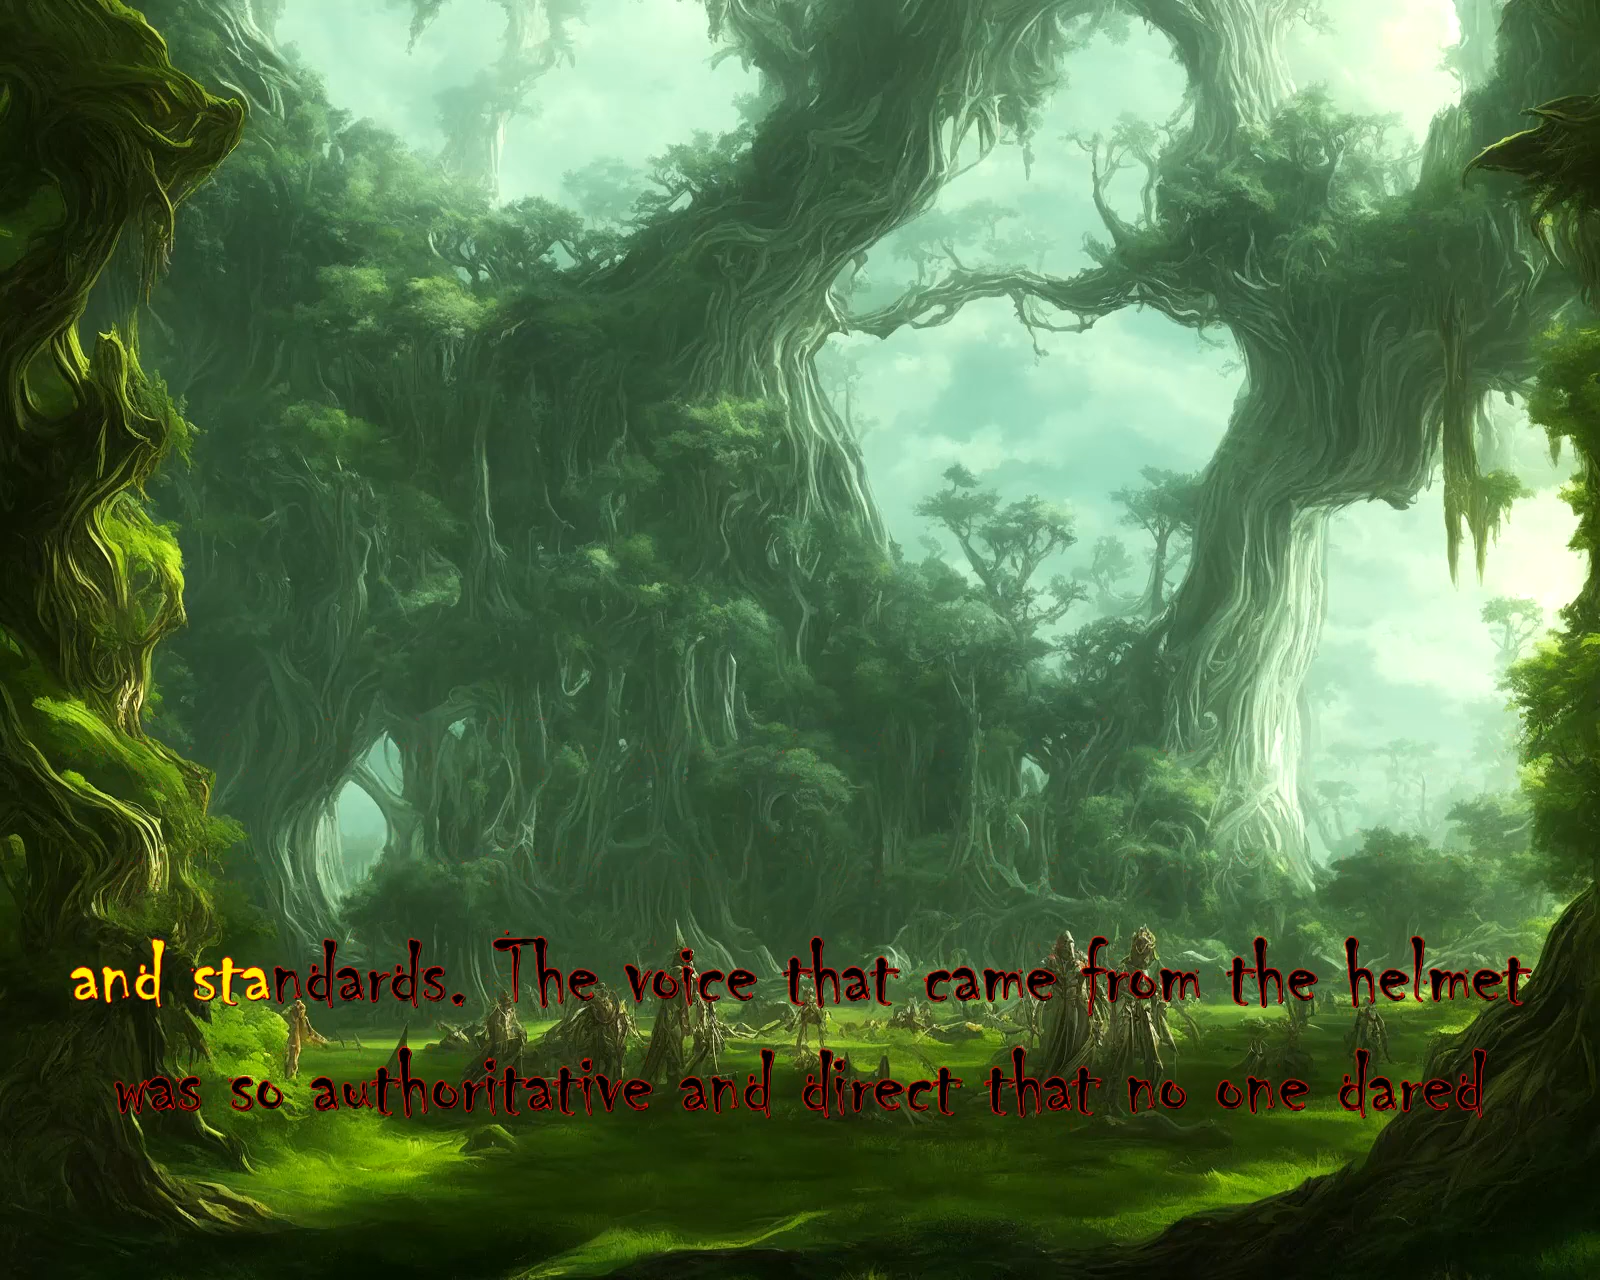 and standards. The voice that came from the helmet
was so authoritative and direct that no one dared